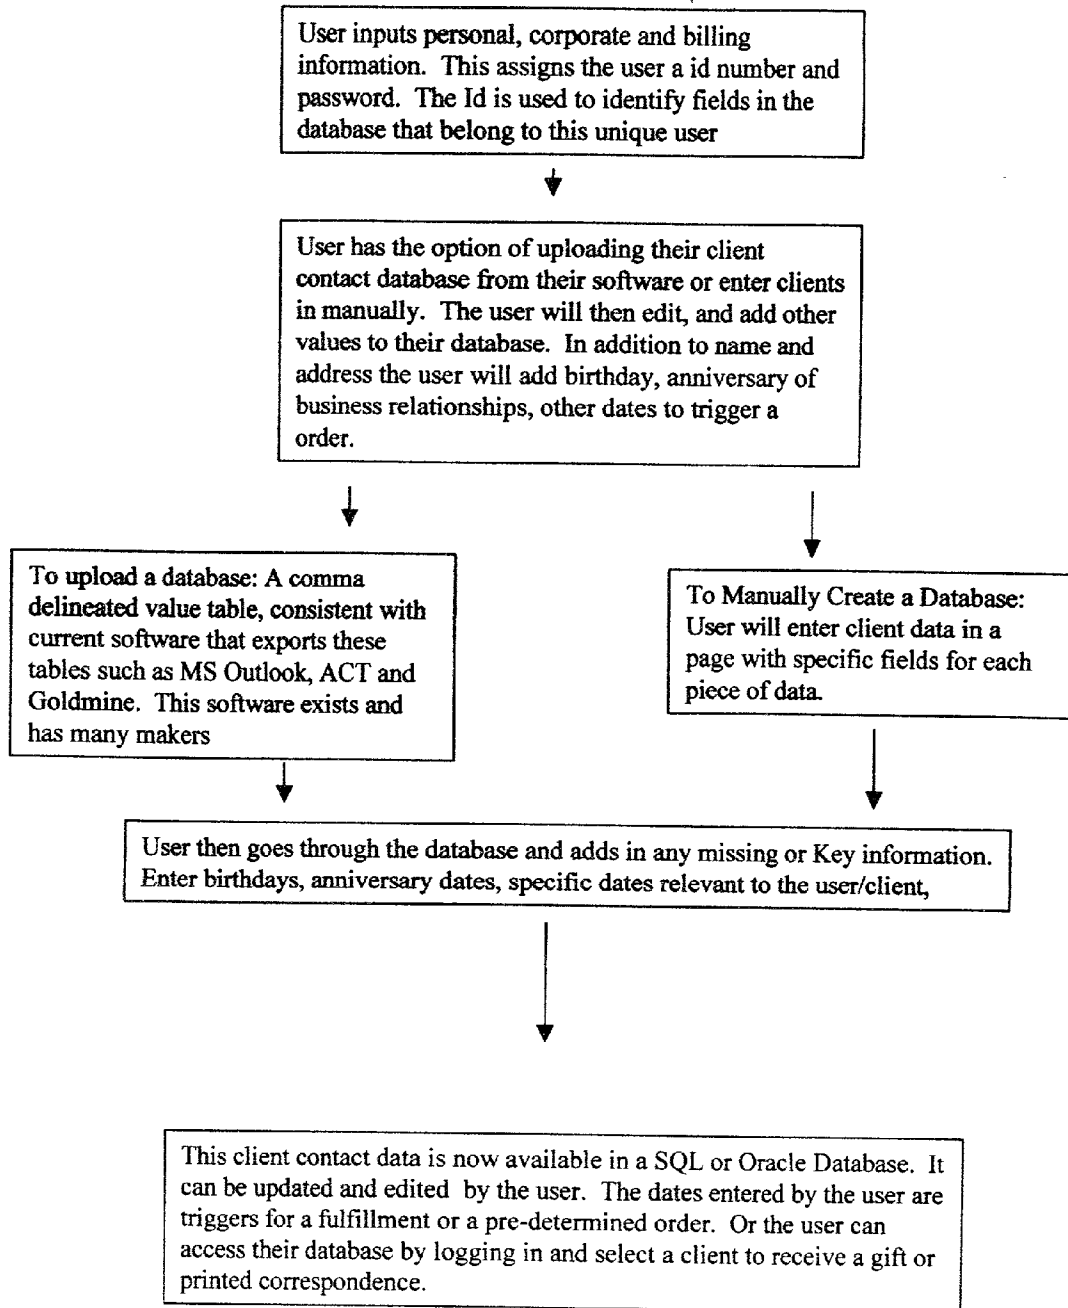 User inputs personal, corporate and billing
information. This assigns the user a id number and
password. The Id is used to identify fields in the
database that belong to this unique user
User has the option of uploading their client
contact database from their software or enter clients
in manually. The user will then edit, and add other
values to their database. In addition to name and
address the user will add birthday, anniversary of
business relationships, other dates to trigger a
order.
To upload a database: A comma
delineated value table, consistent with
current software that exports these
tables such as MS Outlook, ACT and
Goldmine. This software exists and
has many makers
To Manually Create a Database:
User will enter client data in a
page with specific fields for each
piece of data.
User then goes through the database and adds in any missing or Key information.
Enter birthdays, anniversary dates, specific dates relevant to the user/client,
This client contact data is now available in a SQL or Oracle Database. It
can be updated and edited by the user. The dates entered by the user are
triggers for a fulfillment or a pre-determined order. Or the user can
access their database by logging in and select a client to receive a gift or
printed correspondence.